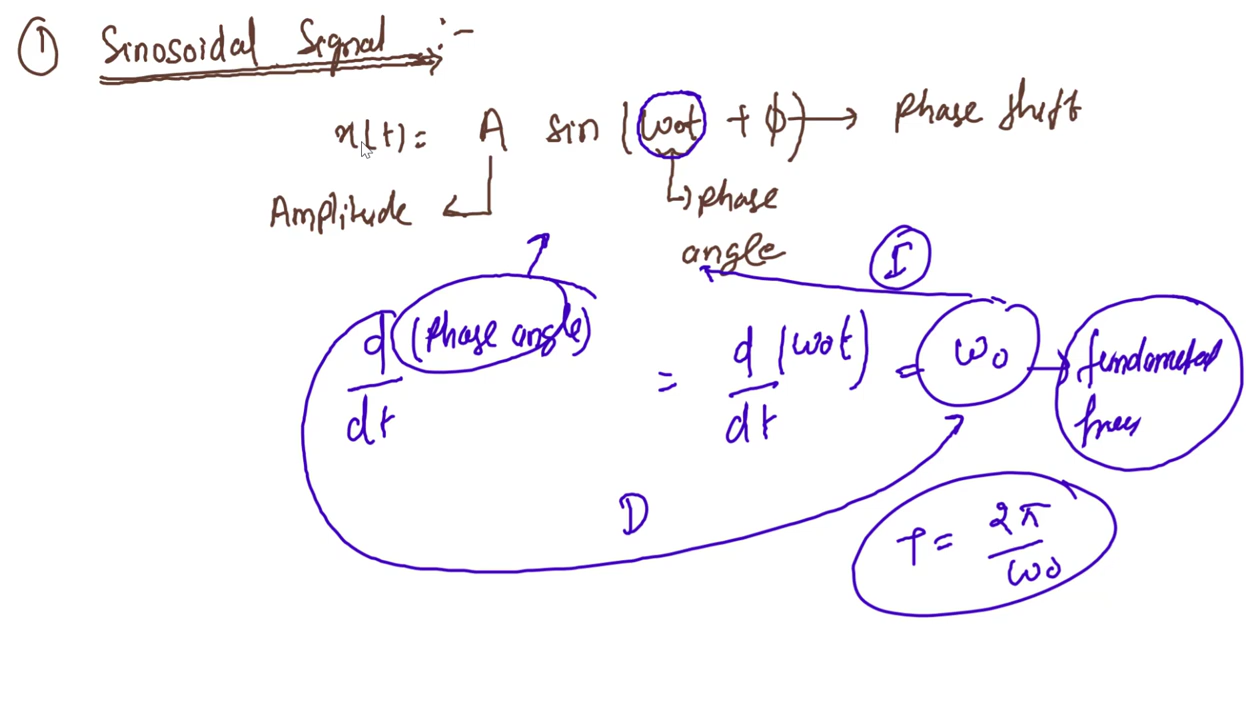 ① Sinosoidal Signal :-
x(t) = A sin (ω₀t + ϕ) → phase shift
Amplitude
phase
angle
I
d/dt (Phase angle) = d/dt (ω₀t) = ω₀ → fundametal
freq
D
T = 2π/ω₀